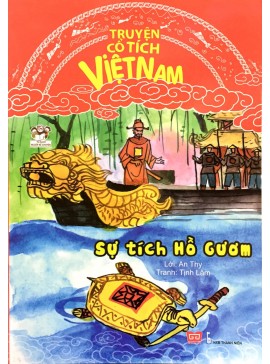 TRUYỆN
CỔ TÍCH
VIỆT NAM
Sự tích Hồ Gươm
Lời: An Thy
Tranh: Tịnh Lâm